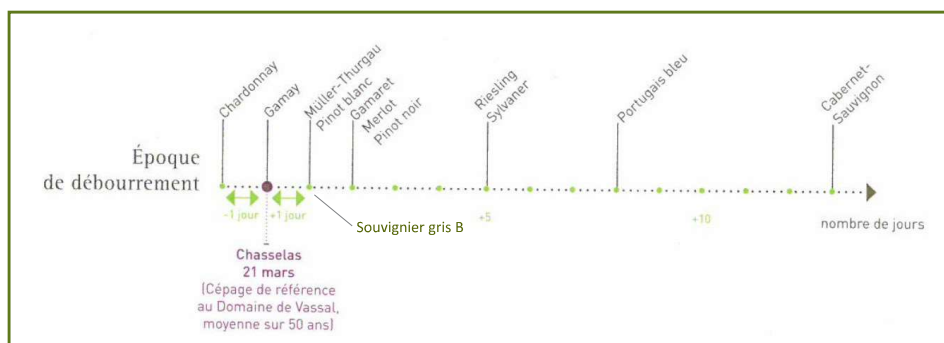 Chardonnay
Gamay
Müller-Thurgau
Pinot blanc
Gamaret
Merlot
Pinot noir
Riesling
Sylvaner
Portugais bleu
Cabernet-
Sauvignon
Époque
de débourrement
-1 jour
+1 jour
Souvignier gris B
+5
+10
nombre de jours
Chasselas
21 mars
(Cépage de référence
au Domaine de Vassal,
moyenne sur 50 ans)